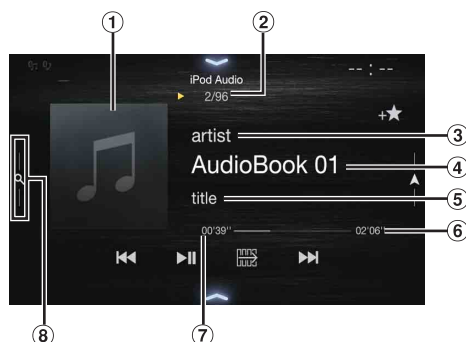 1
2
iPod Audio
2/96
-- : --
artist
3
AudioBook 01
4
title
5
00'39"
02'06"
6
8
7